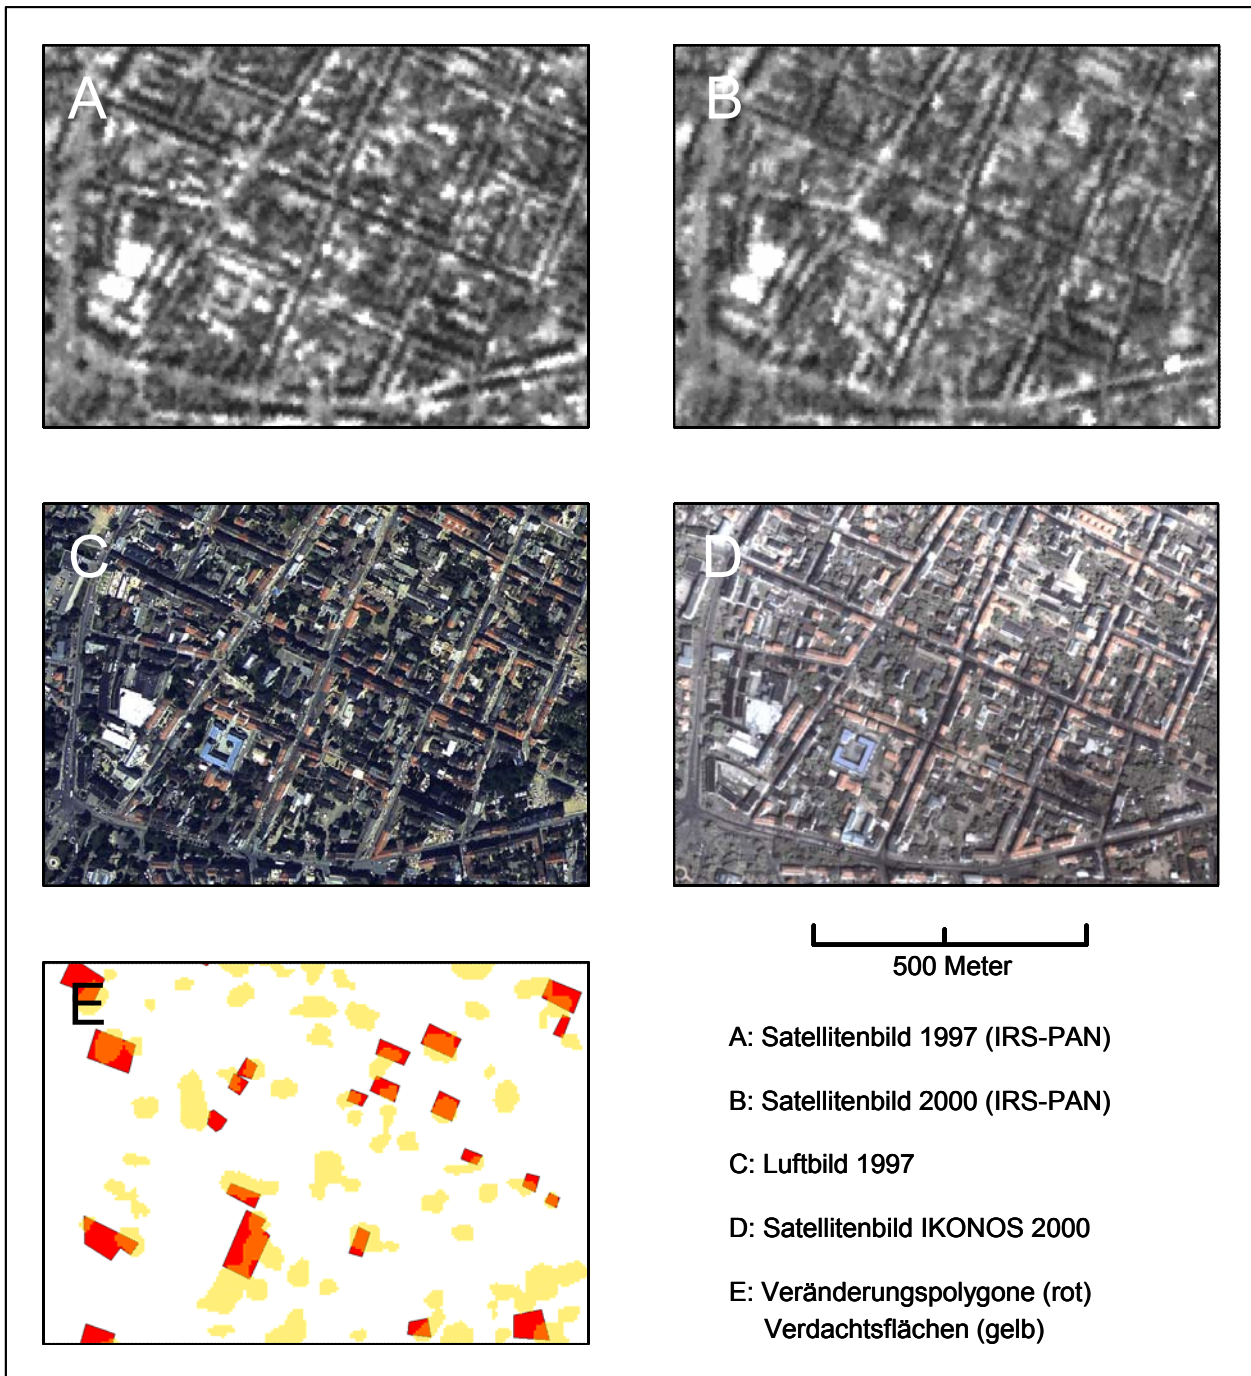 A
B
C
D
500 Meter
E
A: Satellitenbild 1997 (IRS-PAN)
B: Satellitenbild 2000 (IRS-PAN)
C: Luftbild 1997
D: Satellitenbild IKONOS 2000
E: Veränderungspolygone (rot)
Verdachtsflächen (gelb)